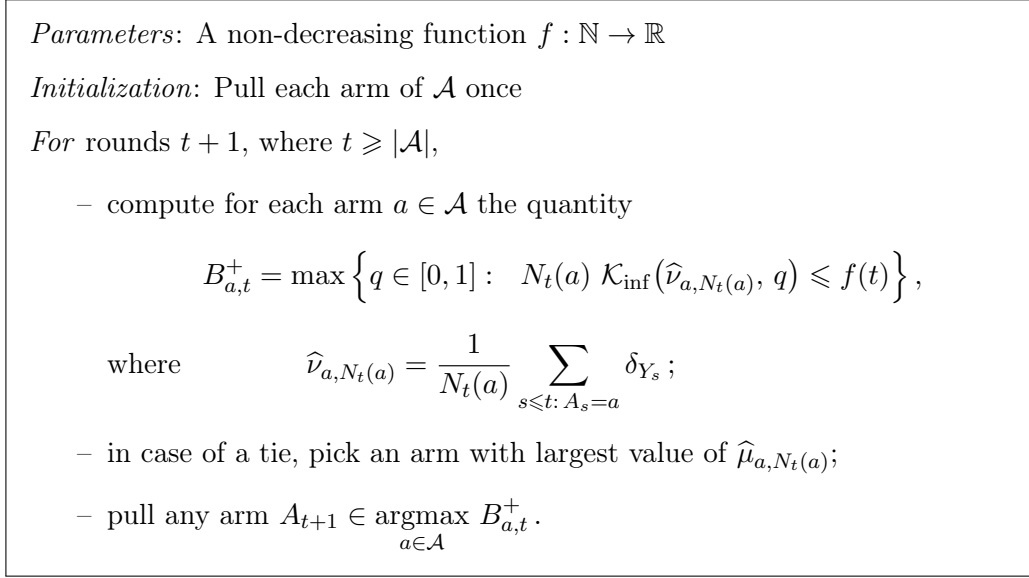 Parameters: A non-decreasing function f : ℕ → ℝ
Initialization: Pull each arm of 𝒜 once
For rounds t + 1, where t ⩾ |𝒜|,
– compute for each arm a ∈ 𝒜 the quantity
B⁺_{a,t} = max { q ∈ [0, 1] : N_t(a) 𝒦_inf(ν̂_{a,N_t(a)}, q) ⩽ f(t) } ,
where ν̂_{a,N_t(a)} = 1/N_t(a) ∑_{s⩽t: A_s=a} δ_{Y_s} ;
– in case of a tie, pick an arm with largest value of μ̂_{a,N_t(a)};
– pull any arm A_{t+1} ∈ argmax_{a∈𝒜} B⁺_{a,t} .